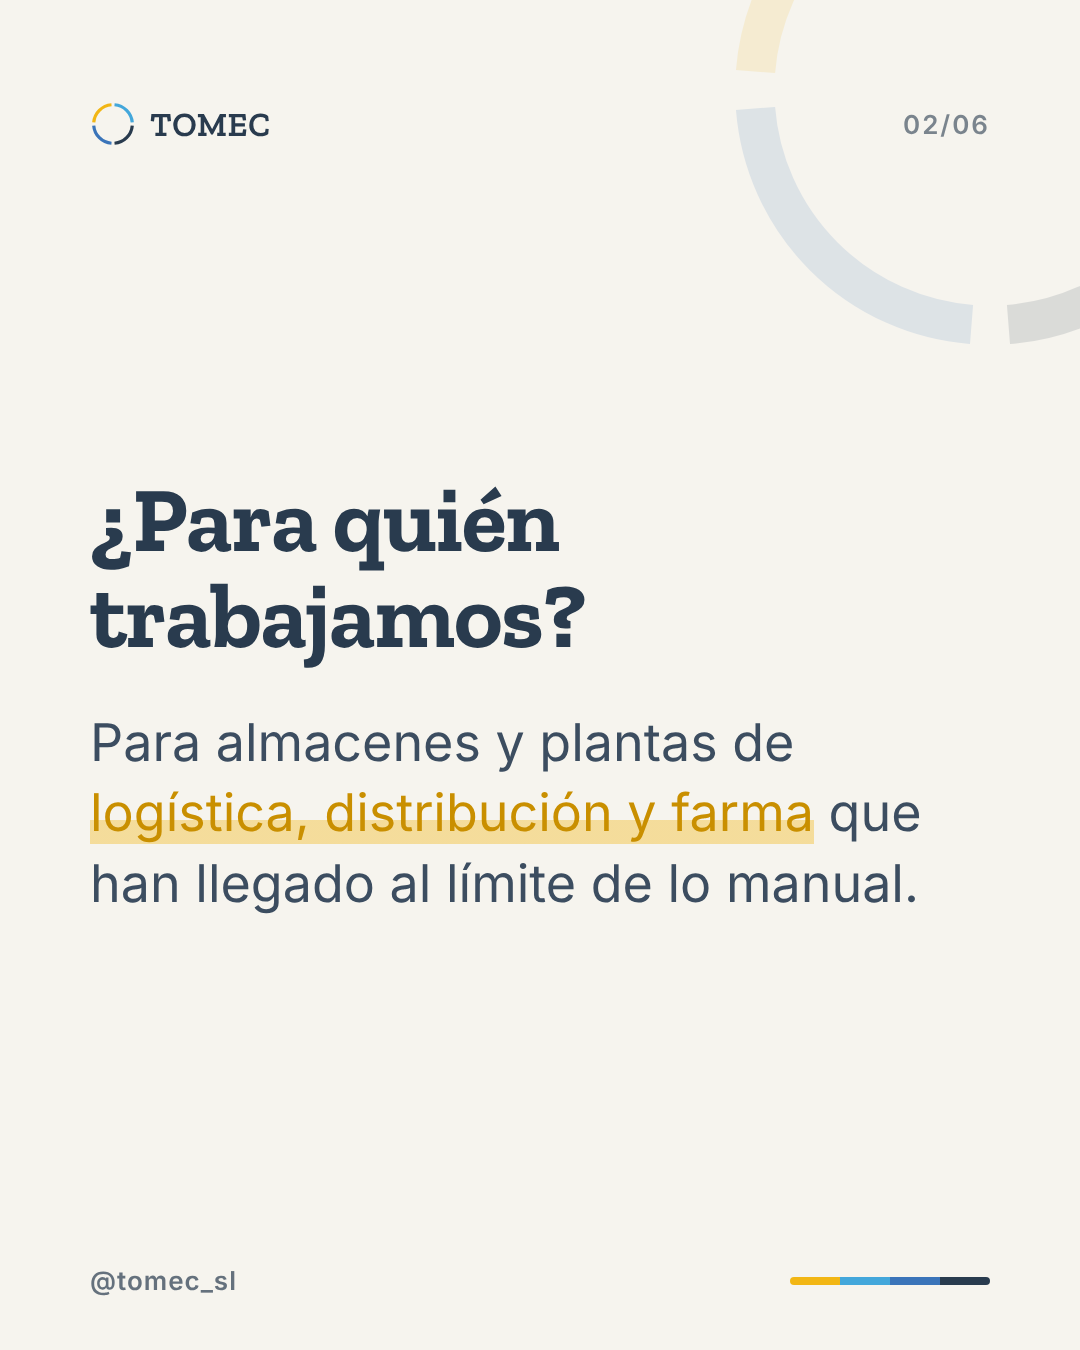 TOMEC
02/06
¿Para quién
trabajamos?
Para almacenes y plantas de
logística, distribución y farma que
han llegado al límite de lo manual.
@tomec_sl